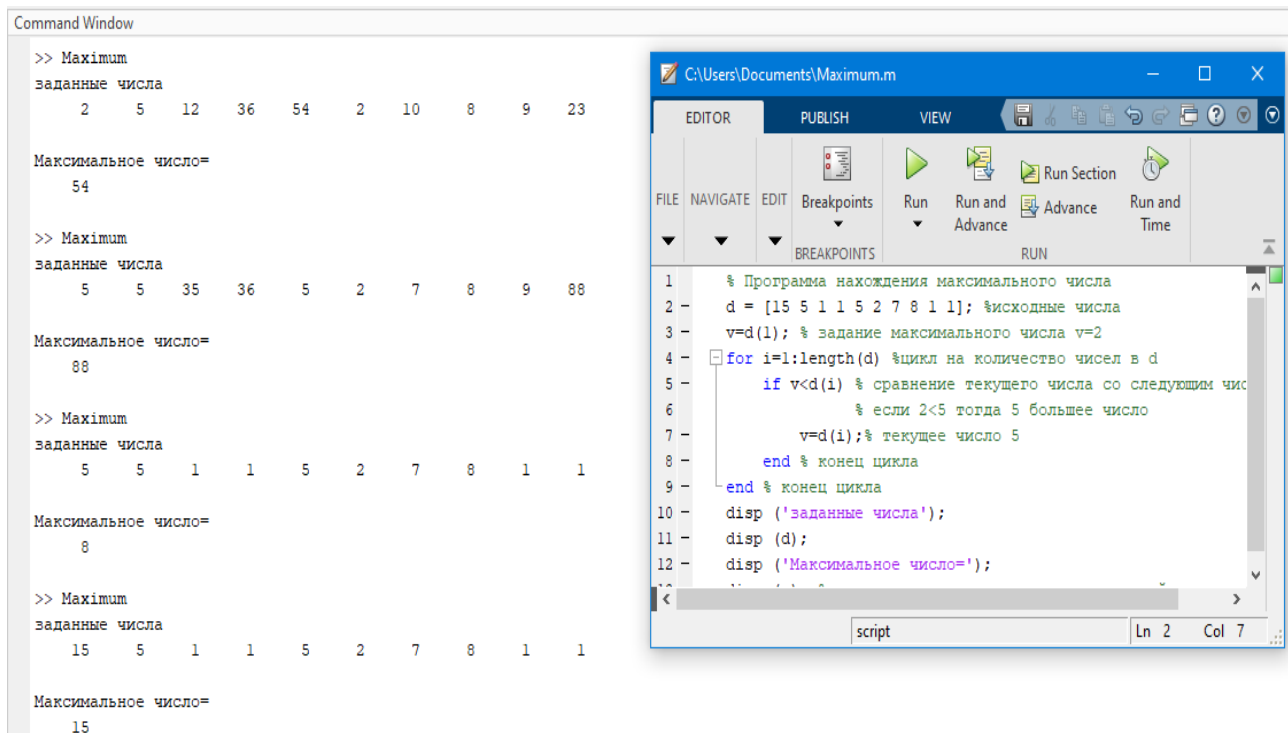 Command Window
>> Maximum
заданные числа
2 5 12 36 54 2 10 8 9 23
Максимальное число=
54
>> Maximum
заданные числа
5 5 35 36 5 2 7 8 9 88
Максимальное число=
88
>> Maximum
заданные числа
5 5 1 1 5 2 7 8 1 1
Максимальное число=
8
>> Maximum
заданные числа
15 5 1 1 5 2 7 8 1 1
Максимальное число=
15
C:\Users\Documents\Maximum.m
EDITOR PUBLISH VIEW
FILE NAVIGATE EDIT Breakpoints Run Run and Advance Run Section Advance Run and Time
BREAKPOINTS RUN
1 % Программа нахождения максимального числа
2 - d = [15 5 1 1 5 2 7 8 1 1]; %исходные числа
3 - v=d(1); % задание максимального числа v=2
4 - for i=1:length(d) %цикл на количество чисел в d
5 - if v<d(i) % сравнение текущего числа со следующим чис
6 % если 2<5 тогда 5 большее число
7 - v=d(i);% текущее число 5
8 - end % конец цикла
9 - end % конец цикла
10 - disp ('заданные числа');
11 - disp (d);
12 - disp ('Максимальное число=');
script Ln 2 Col 7